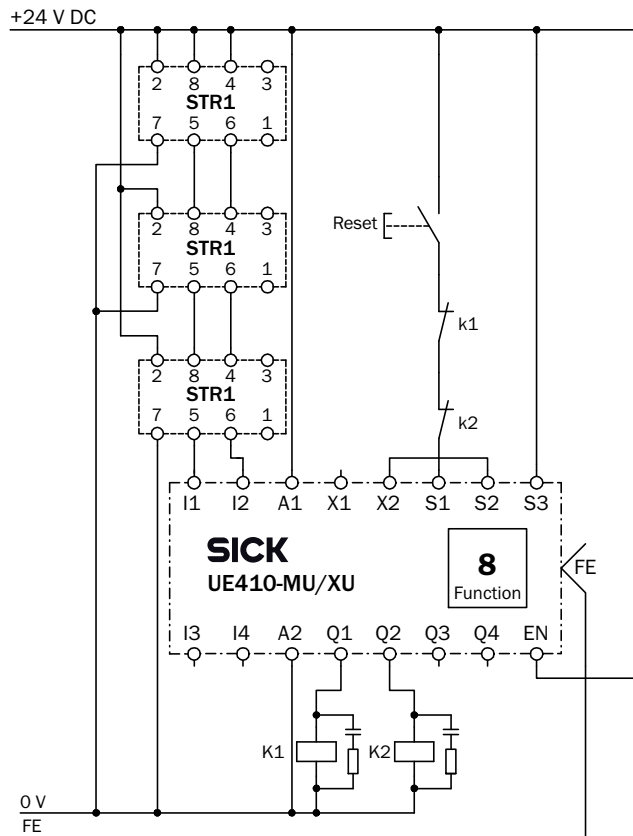 +24 V DC
2 8 4 3
STR1
7 5 6 1
2 8 4 3
STR1
7 5 6 1
Reset
k1
2 8 4 3
STR1
7 5 6 1
k2
I1 I2 A1 X1 X2 S1 S2 S3
SICK
UE410-MU/XU
8
Function
FE
I3 I4 A2 Q1 Q2 Q3 Q4 EN
K1
K2
0 V
FE